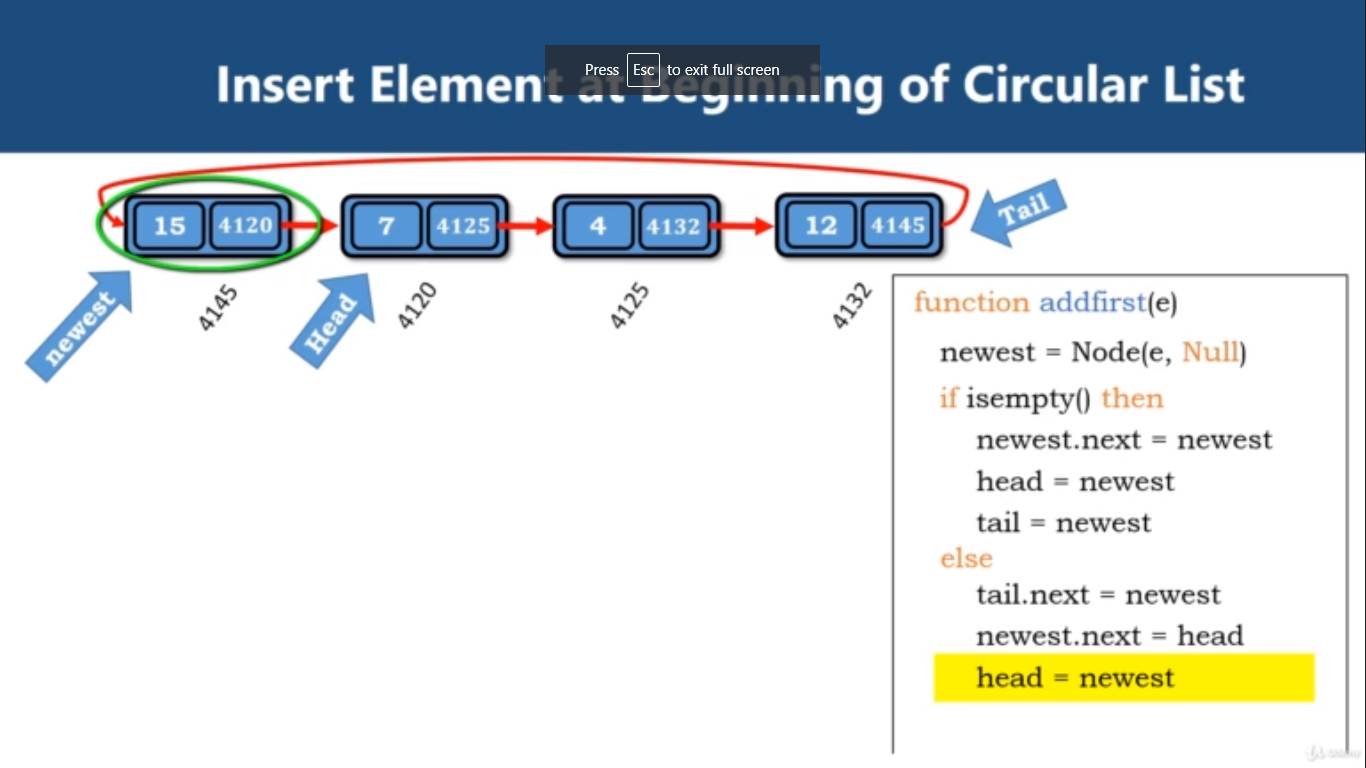 Press Esc to exit full screen
Insert Element at Beginning of Circular List
15 4120 7 4125 4 4132 12 4145
Tail
newest
4145
Head
4120
4125
4132
function addfirst(e)
newest = Node(e, Null)
if isempty() then
newest.next = newest
head = newest
tail = newest
else
tail.next = newest
newest.next = head
head = newest
Udemy